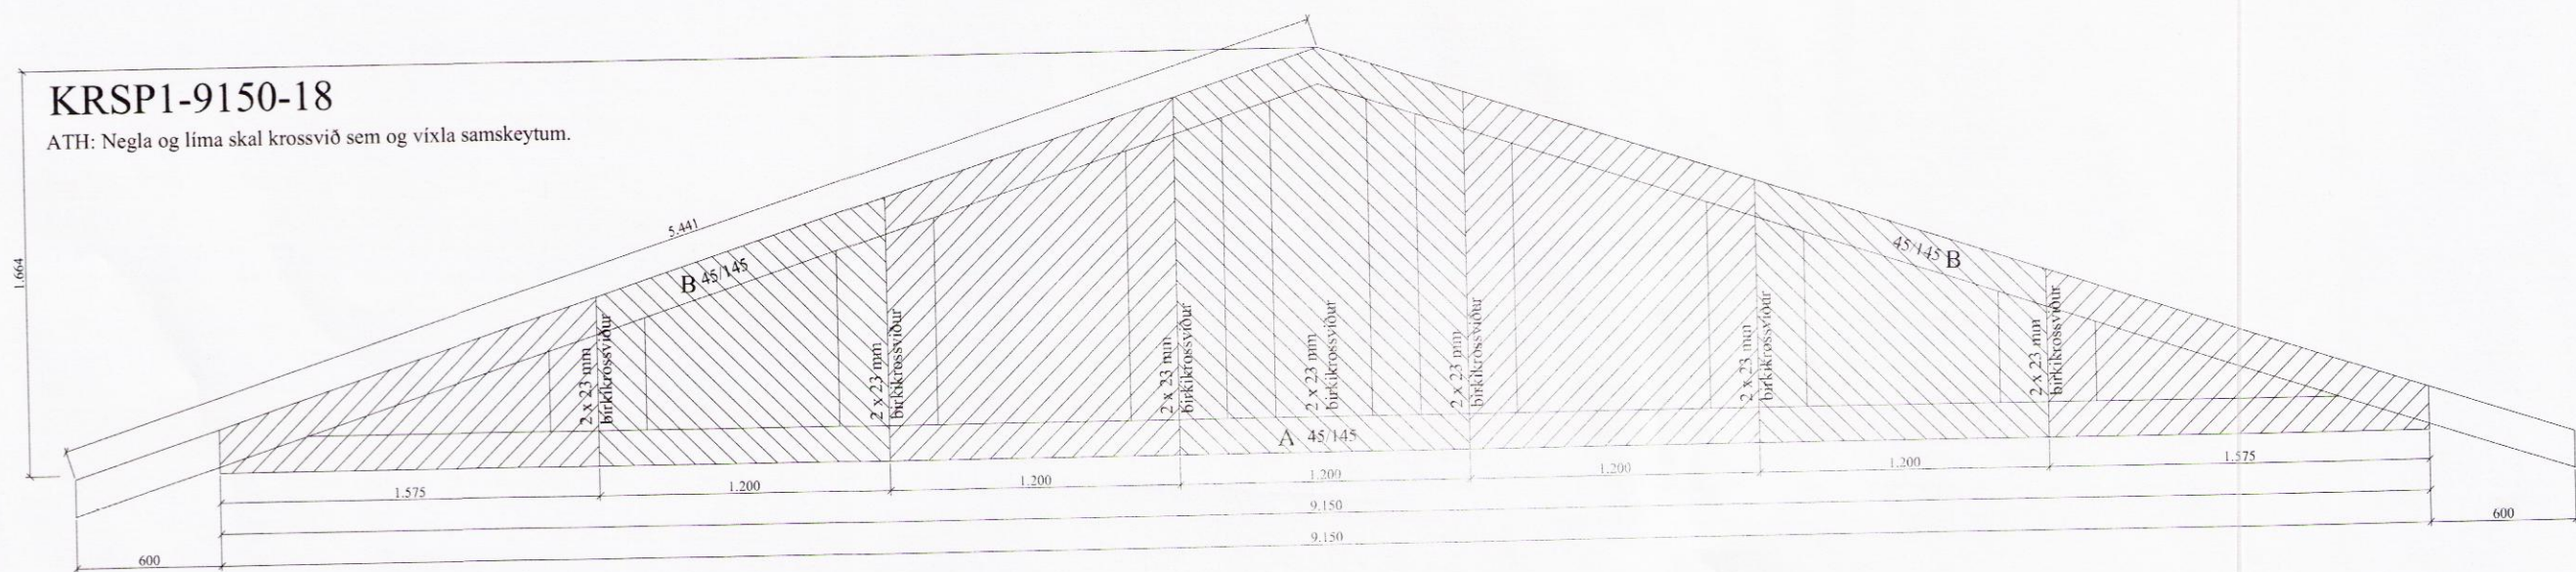 KRSP1-9150-18
ATH: Negla og líma skal krossvið sem og víxla samskeytum.
1.664
5.441
B 45/145
45/145 B
2 x 23 mm
birkikrossviður
2 x 23 mm
birkikrossviður
2 x 23 mm
birkikrossviður
2 x 23 mm
birkikrossviður
2 x 23 mm
birkikrossviður
2 x 23 mm
birkikrossviður
2 x 23 mm
birkikrossviður
A 45/145
1.575
1.200
1.200
1.200
1.200
1.200
1.575
9.150
9.150
600
600